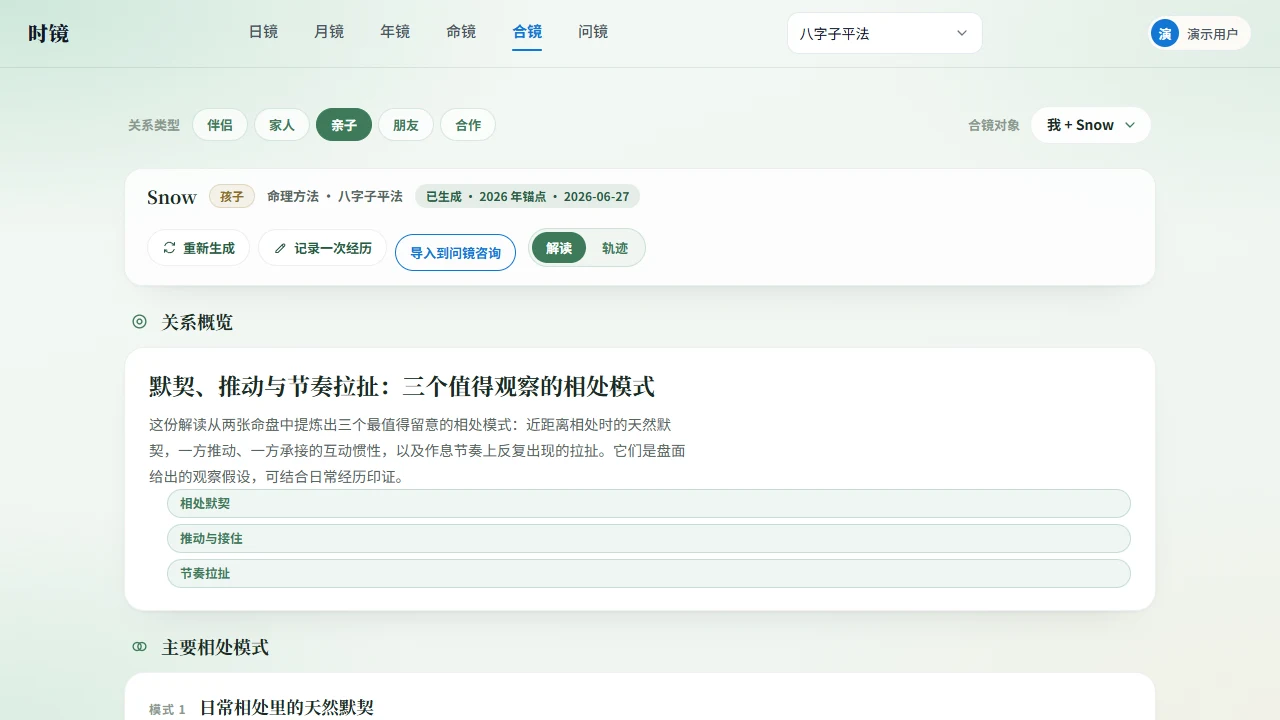 时镜
日镜 月镜 年镜 命镜 合镜 问镜
八字子平法
演 演示用户
关系类型 伴侣 家人 亲子 朋友 合作
合镜对象 我 + Snow
Snow 孩子 命理方法 • 八字子平法 已生成 • 2026 年锚点 • 2026-06-27
重新生成 记录一次经历 导入到问镜咨询 解读 轨迹
关系概览
默契、推动与节奏拉扯：三个值得观察的相处模式
这份解读从两张命盘中提炼出三个最值得留意的相处模式：近距离相处时的天然默
契，一方推动、一方承接的互动惯性，以及作息节奏上反复出现的拉扯。它们是盘面
给出的观察假设，可结合日常经历印证。
相处默契
推动与接住
节奏拉扯
主要相处模式
模式 1 日常相处里的天然默契